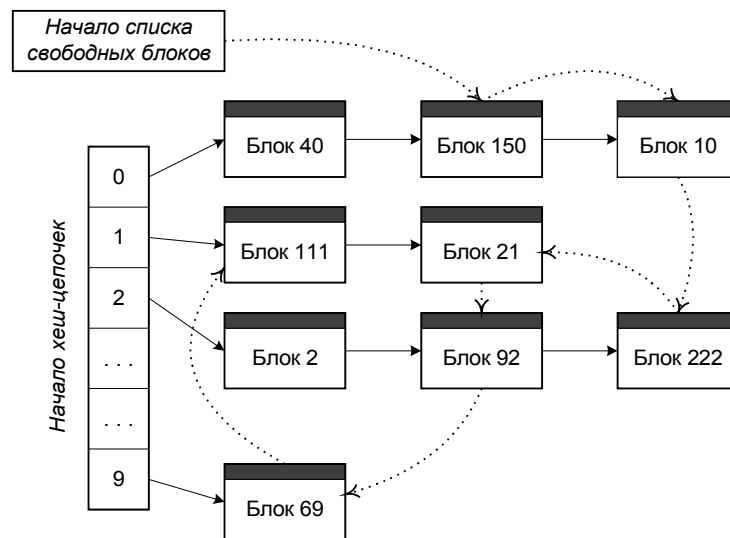 Начало списка
свободных блоков
Начало хеш-цепочек
0
1
2
. . .
. . .
9
Блок 40
Блок 150
Блок 10
Блок 111
Блок 21
Блок 2
Блок 92
Блок 222
Блок 69